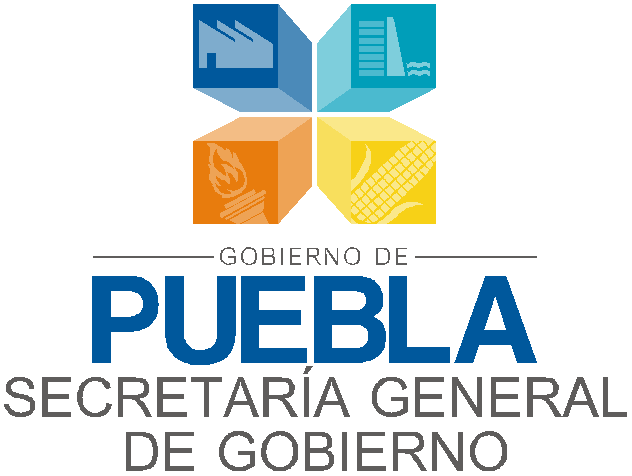 GOBIERNO DE
PUEBLA
SECRETARÍA GENERAL
DE GOBIERNO